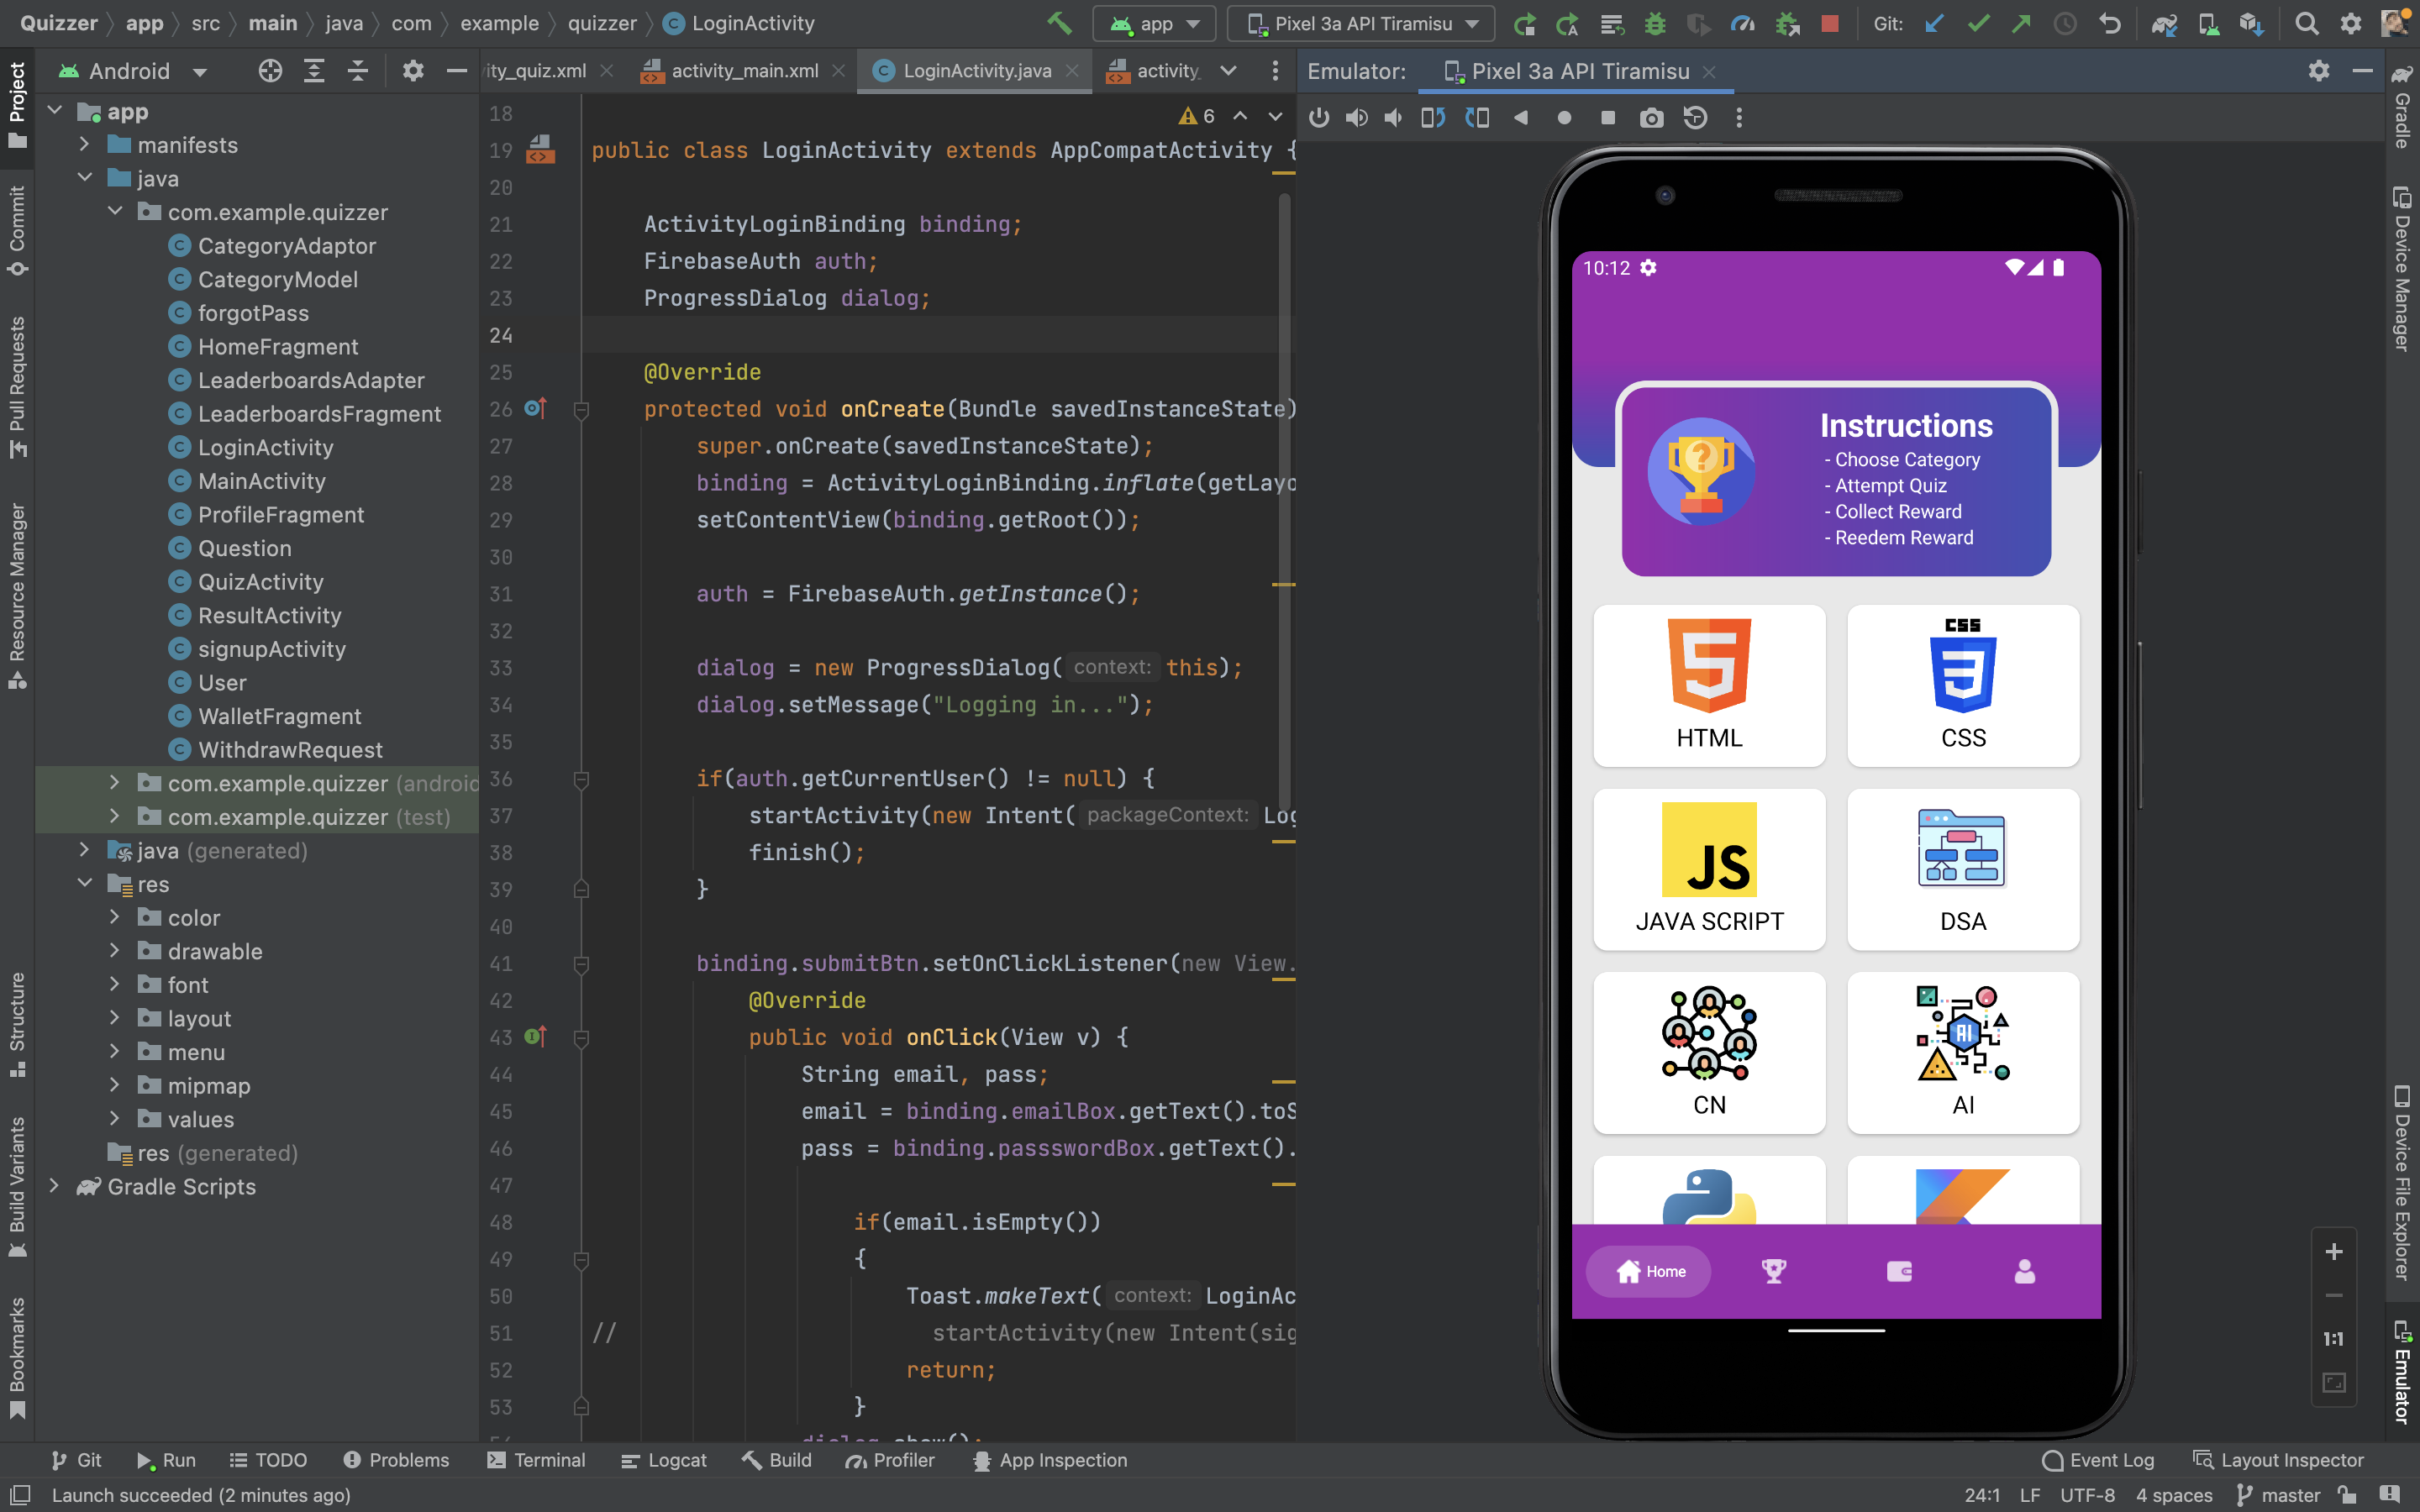 Quizzer app src main java com example quizzer LoginActivity
app Pixel 3a API Tiramisu Git:
Android
ity_quiz.xml activity_main.xml LoginActivity.java activity_
Emulator: Pixel 3a API Tiramisu
Project
Commit
Pull Requests
Resource Manager
Structure
Build Variants
Bookmarks
app
manifests
java
com.example.quizzer
CategoryAdaptor
CategoryModel
forgotPass
HomeFragment
LeaderboardsAdapter
LeaderboardsFragment
LoginActivity
MainActivity
ProfileFragment
Question
QuizActivity
ResultActivity
signupActivity
User
WalletFragment
WithdrawRequest
com.example.quizzer (android
com.example.quizzer (test)
java (generated)
res
color
drawable
font
layout
menu
mipmap
values
res (generated)
Gradle Scripts
6
18
19 public class LoginActivity extends AppCompatActivity {
20
21 ActivityLoginBinding binding;
22 FirebaseAuth auth;
23 ProgressDialog dialog;
24
25 @Override
26 protected void onCreate(Bundle savedInstanceState)
27 super.onCreate(savedInstanceState);
28 binding = ActivityLoginBinding.inflate(getLayo
29 setContentView(binding.getRoot());
30
31 auth = FirebaseAuth.getInstance();
32
33 dialog = new ProgressDialog( context: this);
34 dialog.setMessage("Logging in...");
35
36 if(auth.getCurrentUser() != null) {
37 startActivity(new Intent( packageContext: Log
38 finish();
39 }
40
41 binding.submitBtn.setOnClickListener(new View.
42 @Override
43 public void onClick(View v) {
44 String email, pass;
45 email = binding.emailBox.getText().toS
46 pass = binding.passswordBox.getText().
47
48 if(email.isEmpty())
49 {
50 Toast.makeText( context: LoginAc
51 // startActivity(new Intent(sig
52 return;
53 }
dialog.show();
10:12
Instructions
- Choose Category
- Attempt Quiz
- Collect Reward
- Reedem Reward
5
HTML
CSS
3
CSS
JS
JAVA SCRIPT
DSA
CN
AI
AI
Home
1:1
Gradle
Device Manager
Device File Explorer
Emulator
Git Run TODO Problems Terminal Logcat Build Profiler App Inspection Event Log Layout Inspector
Launch succeeded (2 minutes ago) 24:1 LF UTF-8 4 spaces master